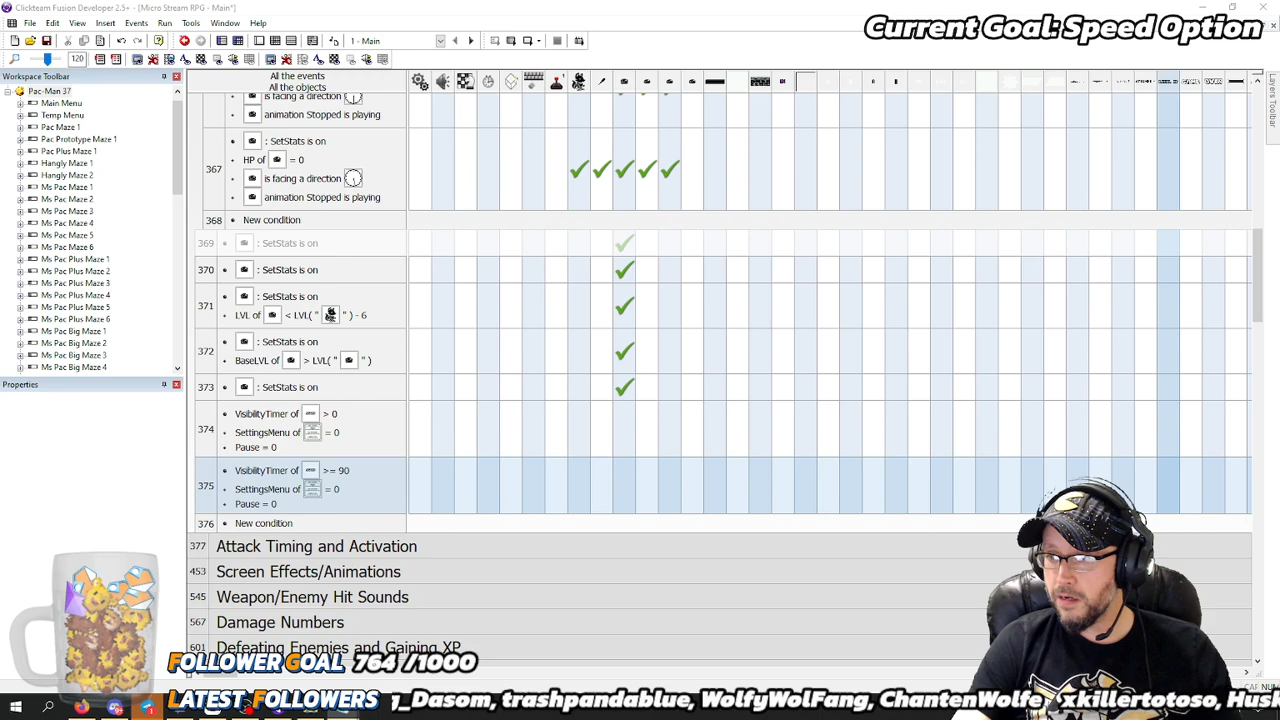 Clickteam Fusion Developer 2.5+ - [Micro Stream RPG - Main*]
File Edit View Insert Events Run Tools Window Help
Current Goal: Speed Option
1 - Main
120
Workspace Toolbar
Pac-Man 37
Main Menu
Temp Menu
Pac Maze 1
Pac Prototype Maze 1
Pac Plus Maze 1
Hangly Maze 1
Hangly Maze 2
Ms Pac Maze 1
Ms Pac Maze 2
Ms Pac Maze 3
Ms Pac Maze 4
Ms Pac Maze 5
Ms Pac Maze 6
Ms Pac Plus Maze 1
Ms Pac Plus Maze 2
Ms Pac Plus Maze 3
Ms Pac Plus Maze 4
Ms Pac Plus Maze 5
Ms Pac Plus Maze 6
Ms Pac Big Maze 1
Ms Pac Big Maze 2
Ms Pac Big Maze 3
Ms Pac Big Maze 4
Properties
All the events
All the objects
is facing a direction
animation Stopped is playing
367
: SetStats is on
HP of = 0
is facing a direction
animation Stopped is playing
368 New condition
369 : SetStats is on
370 : SetStats is on
371 : SetStats is on
LVL of < LVL( " " ) - 6
372 : SetStats is on
BaseLVL of > LVL( " " )
373 : SetStats is on
374 VisibilityTimer of > 0
SettingsMenu of = 0
Pause = 0
375 VisibilityTimer of >= 90
SettingsMenu of = 0
Pause = 0
376 New condition
377 Attack Timing and Activation
453 Screen Effects/Animations
545 Weapon/Enemy Hit Sounds
567 Damage Numbers
601 Defeating Enemies and Gaining XP
Layers Toolbar
Follower Goal 764 /1000
Latest Followers y_Dasom, trashpandablue, WolfyWolFang, ChantenWolfe, xkillertotoso, Hush